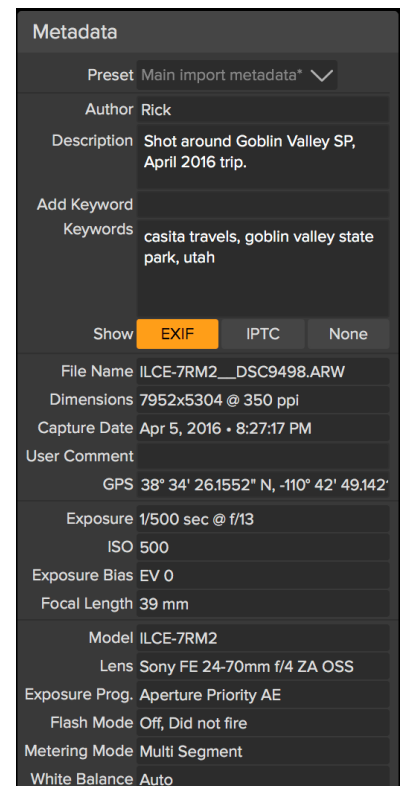 Metadata
Preset Main import metadata*
Author Rick
Description Shot around Goblin Valley SP,
April 2016 trip.
Add Keyword
Keywords casita travels, goblin valley state
park, utah
Show EXIF IPTC None
File Name ILCE-7RM2__DSC9498.ARW
Dimensions 7952x5304 @ 350 ppi
Capture Date Apr 5, 2016 • 8:27:17 PM
User Comment
GPS 38° 34' 26.1552" N, -110° 42' 49.142
Exposure 1/500 sec @ f/13
ISO 500
Exposure Bias EV 0
Focal Length 39 mm
Model ILCE-7RM2
Lens Sony FE 24-70mm f/4 ZA OSS
Exposure Prog. Aperture Priority AE
Flash Mode Off, Did not fire
Metering Mode Multi Segment
White Balance Auto